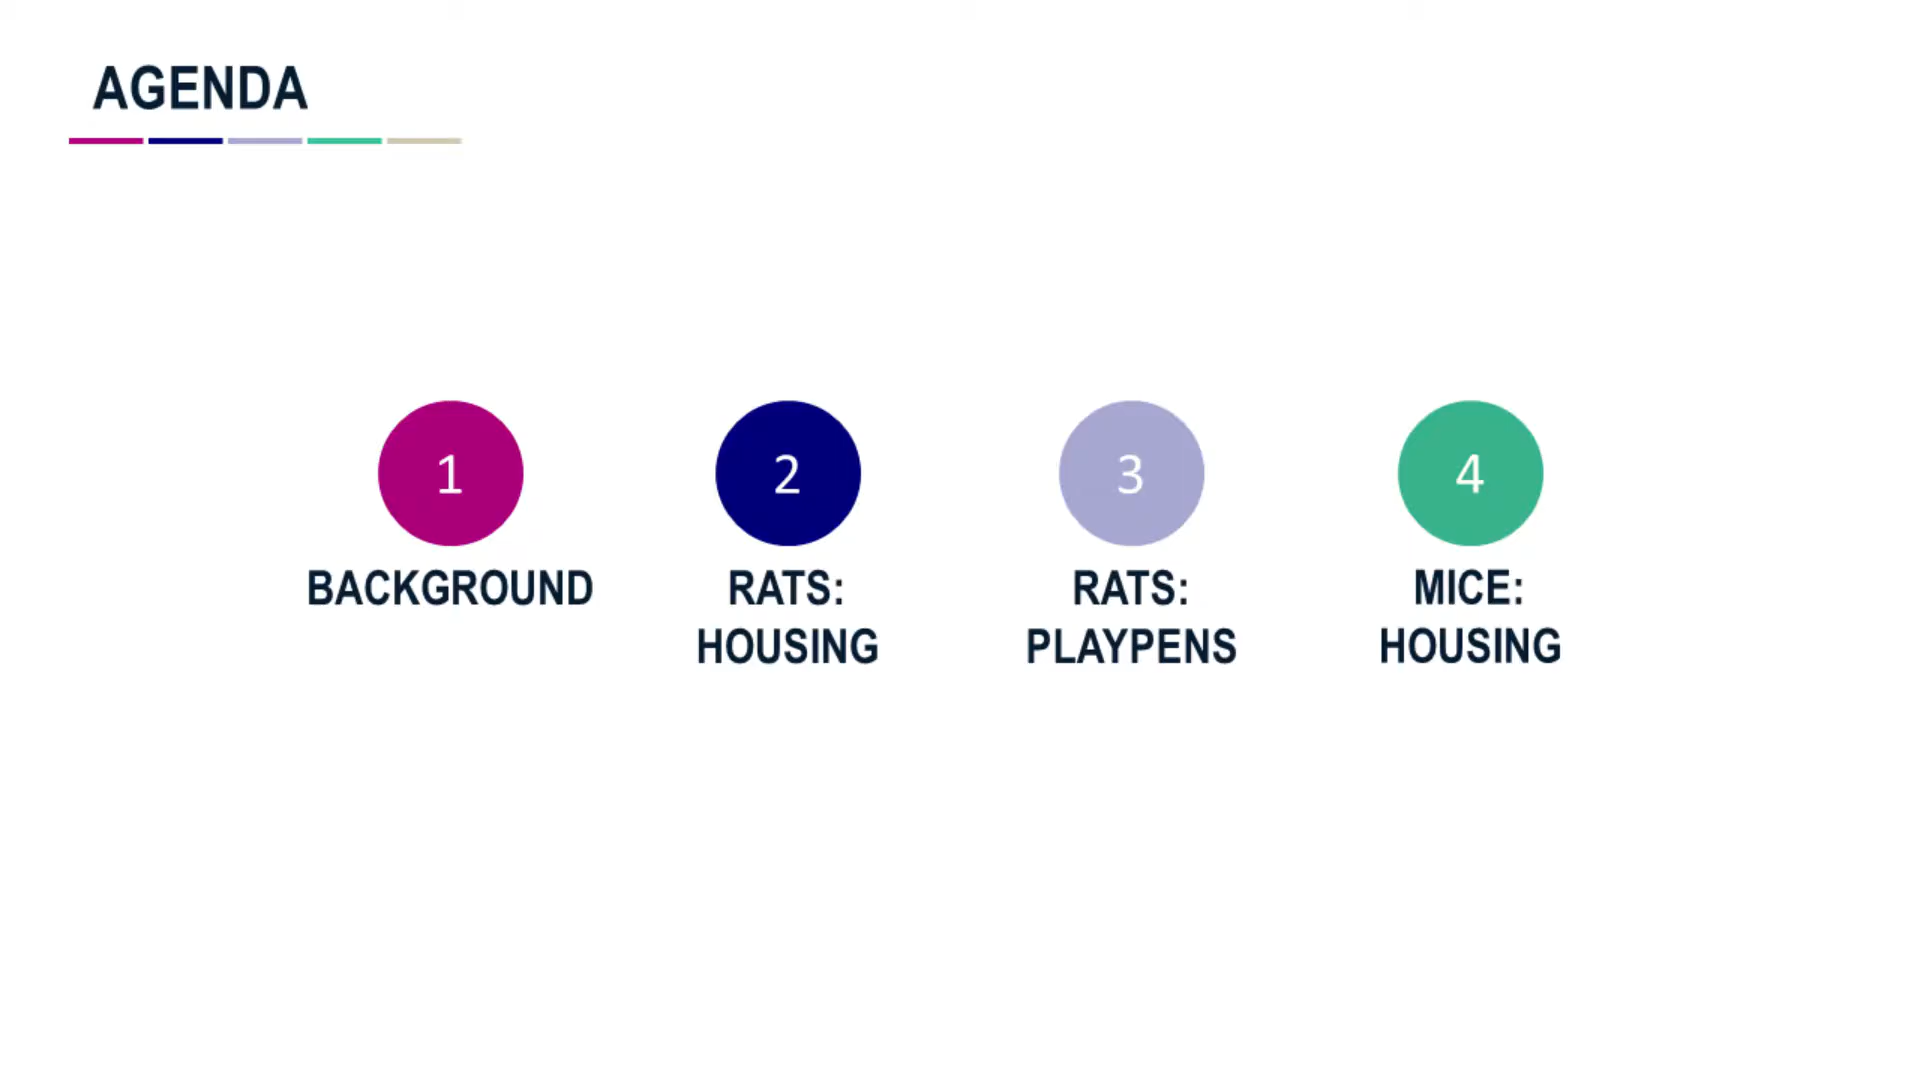 AGENDA
1
BACKGROUND
2
RATS:
HOUSING
3
RATS:
PLAYPENS
4
MICE:
HOUSING